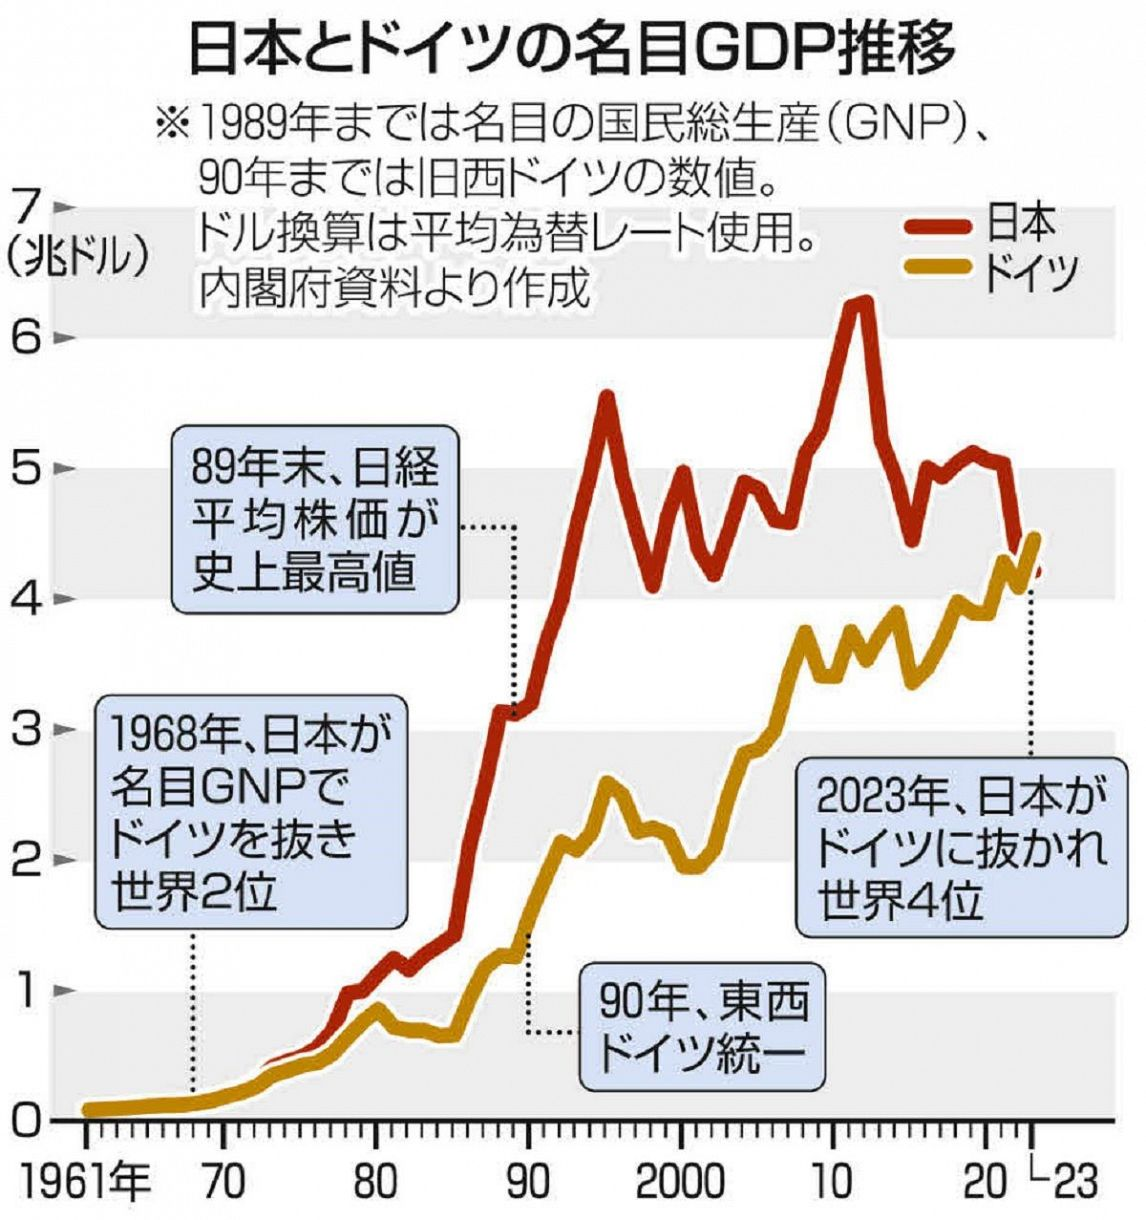 日本とドイツの名目GDP推移
※1989年までは名目の国民総生産(GNP)、
90年までは旧西ドイツの数値。
ドル換算は平均為替レート使用。
内閣府資料より作成
7
(兆ドル)
日本
ドイツ
6
5
4
3
2
1
0
89年末、日経
平均株価が
史上最高値
1968年、日本が
名目GNPで
ドイツを抜き
世界2位
2023年、日本が
ドイツに抜かれ
世界4位
90年、東西
ドイツ統一
1961年 70 80 90 2000 10 20 23